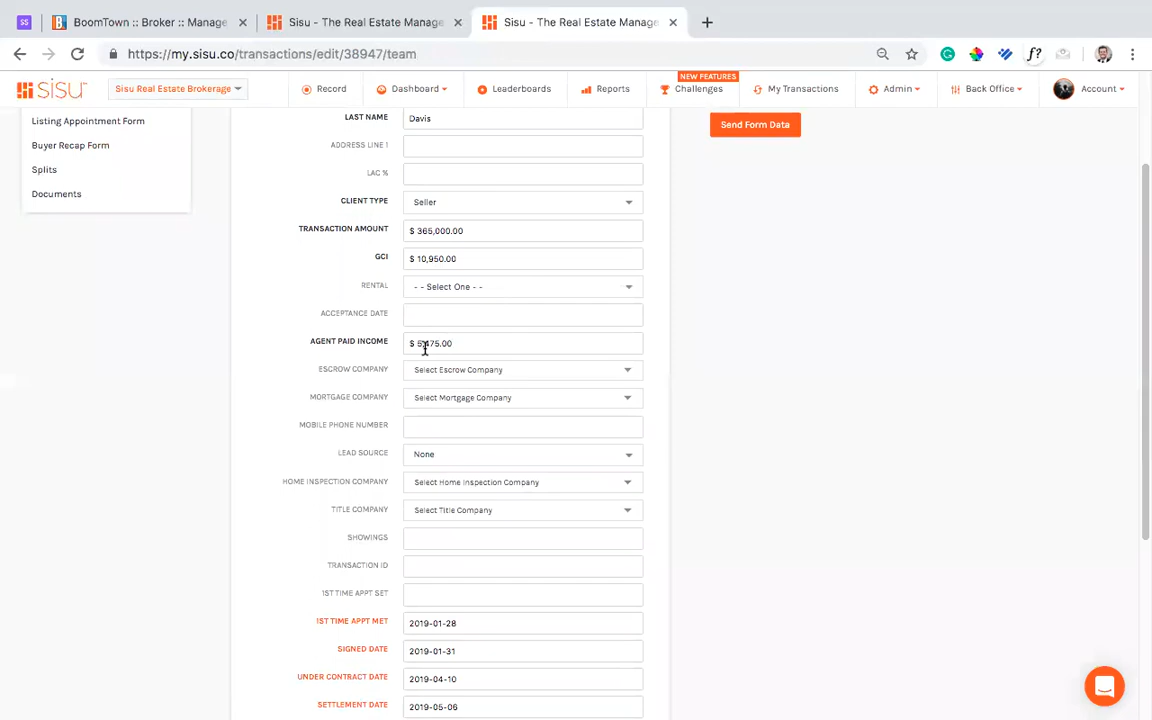 SS
BoomTown :: Broker :: Manage
Sisu - The Real Estate Manage
Sisu - The Real Estate Manage
https://my.sisu.co/transactions/edit/38947/team
f?
sisu
Sisu Real Estate Brokerage
Record
Dashboard
Leaderboards
Reports
NEW FEATURES
Challenges
My Transactions
Admin
Back Office
Account
Listing Appointment Form
Buyer Recap Form
Splits
Documents
LAST NAME Davis
ADDRESS LINE 1
LAC %
CLIENT TYPE Seller
TRANSACTION AMOUNT $ 365,000.00
GCI $ 10,950.00
RENTAL - - Select One - -
ACCEPTANCE DATE
AGENT PAID INCOME $ 5,475.00
ESCROW COMPANY Select Escrow Company
MORTGAGE COMPANY Select Mortgage Company
MOBILE PHONE NUMBER
LEAD SOURCE None
HOME INSPECTION COMPANY Select Home Inspection Company
TITLE COMPANY Select Title Company
SHOWINGS
TRANSACTION ID
1ST TIME APPT SET
1ST TIME APPT MET 2019-01-28
SIGNED DATE 2019-01-31
UNDER CONTRACT DATE 2019-04-10
SETTLEMENT DATE 2019-05-06
Send Form Data